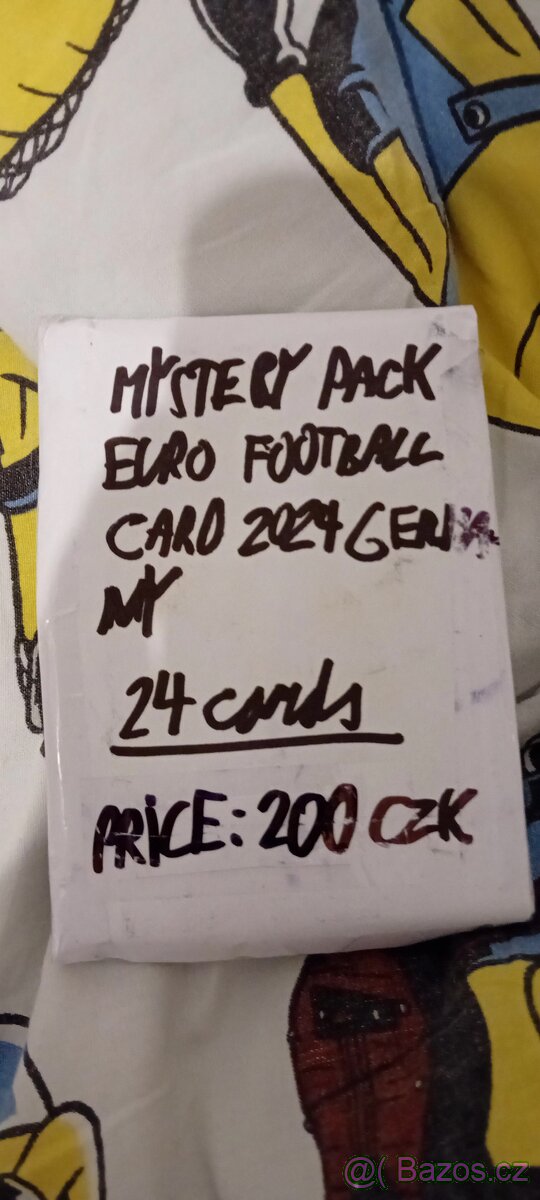 MYSTERY PACK
EURO FOOTBALL
CARD 2024 GERMA
NY
24 cards
PRiCE: 200 CZK
@( Bazos.cz